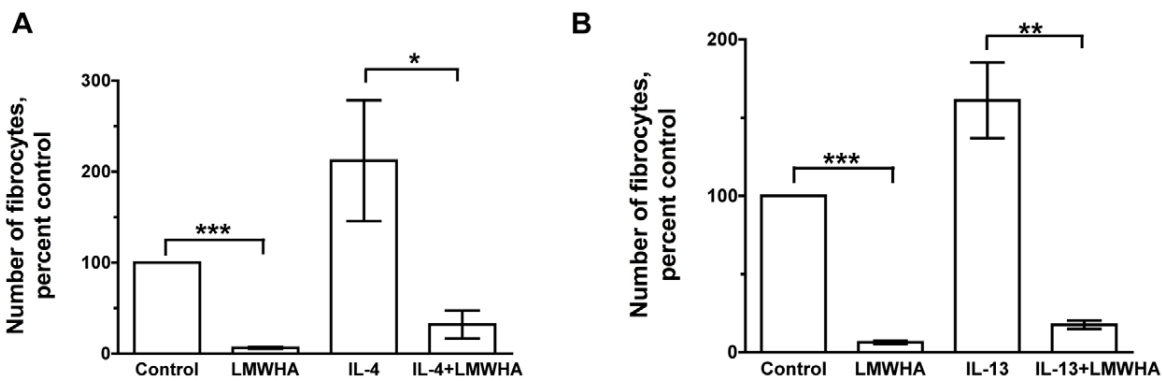 A
Number of fibrocytes,
percent control
300
200
100
0
***
*
Control
LMWHA
IL-4
IL-4+LMWHA
B
Number of fibrocytes,
percent control
200
100
0
***
**
Control
LMWHA
IL-13
IL-13+LMWHA